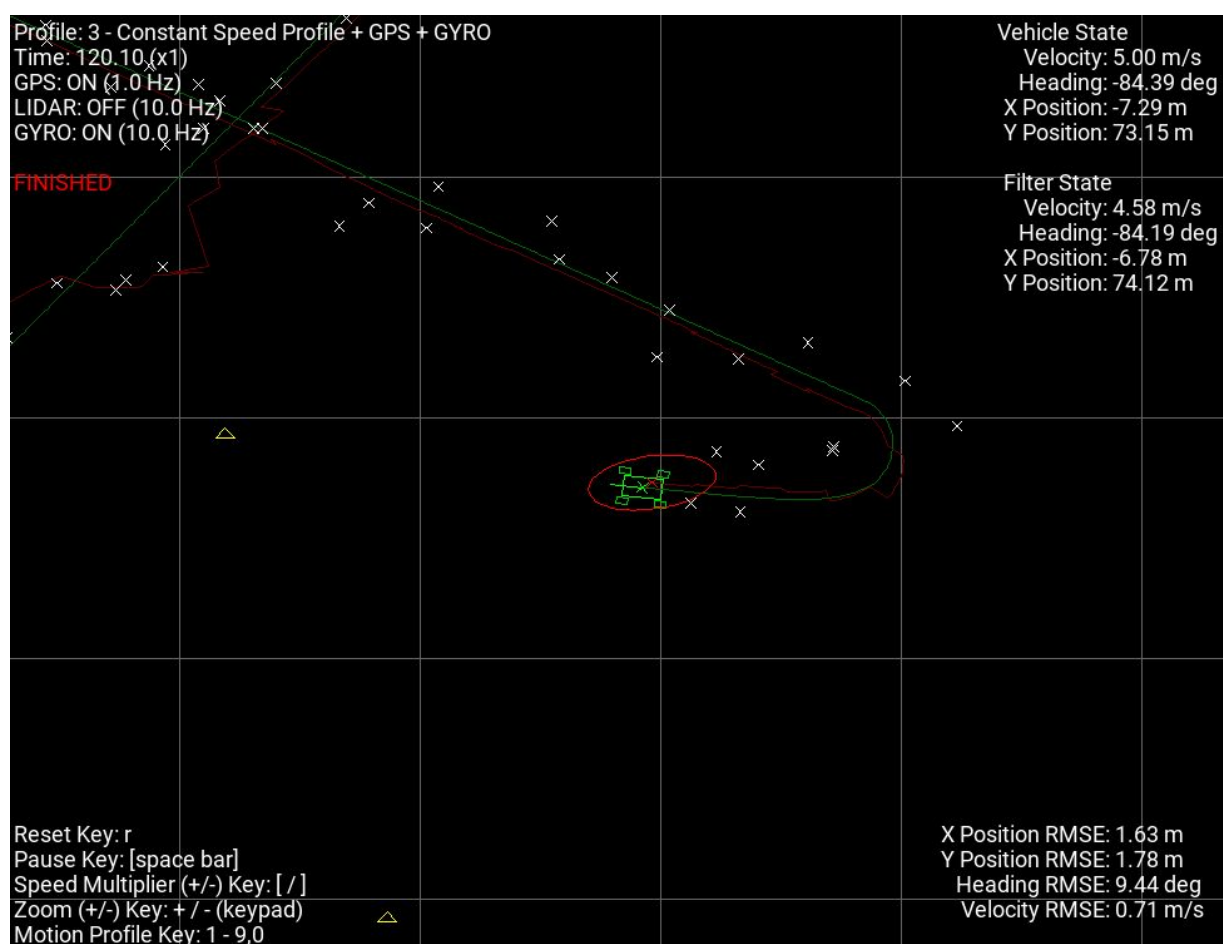 Profile: 3 - Constant Speed Profile + GPS + GYRO
Time: 120.10 (x1)
GPS: ON (1.0 Hz)
LIDAR: OFF (10.0 Hz)
GYRO: ON (10.0 Hz)
FINISHED
Vehicle State
Velocity: 5.00 m/s
Heading: -84.39 deg
X Position: -7.29 m
Y Position: 73.15 m
Filter State
Velocity: 4.58 m/s
Heading: -84.19 deg
X Position: -6.78 m
Y Position: 74.12 m
Reset Key: r
Pause Key: [space bar]
Speed Multiplier (+/-) Key: [ / ]
Zoom (+/-) Key: + / - (keypad)
Motion Profile Key: 1 - 9,0
X Position RMSE: 1.63 m
Y Position RMSE: 1.78 m
Heading RMSE: 9.44 deg
Velocity RMSE: 0.71 m/s